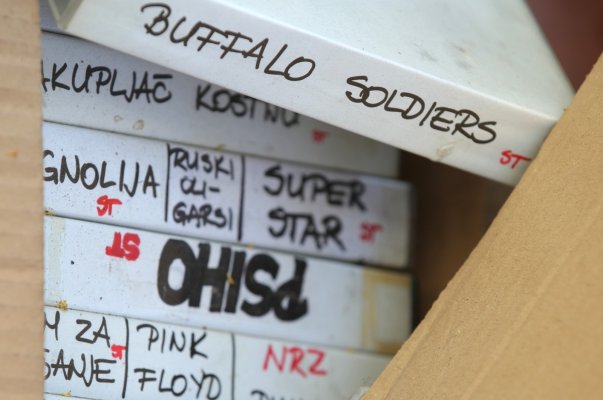 BUFFALO SOLDIERS
ST
AKUPLJAČ KOSTIJU
ST
GNOLIJA
ST
RUSKI
OLI-
GARSI
SUPER
STAR
ST
PSIHO
ST
M ZA
ST
SANJE
PINK
FLOYD
NRZ